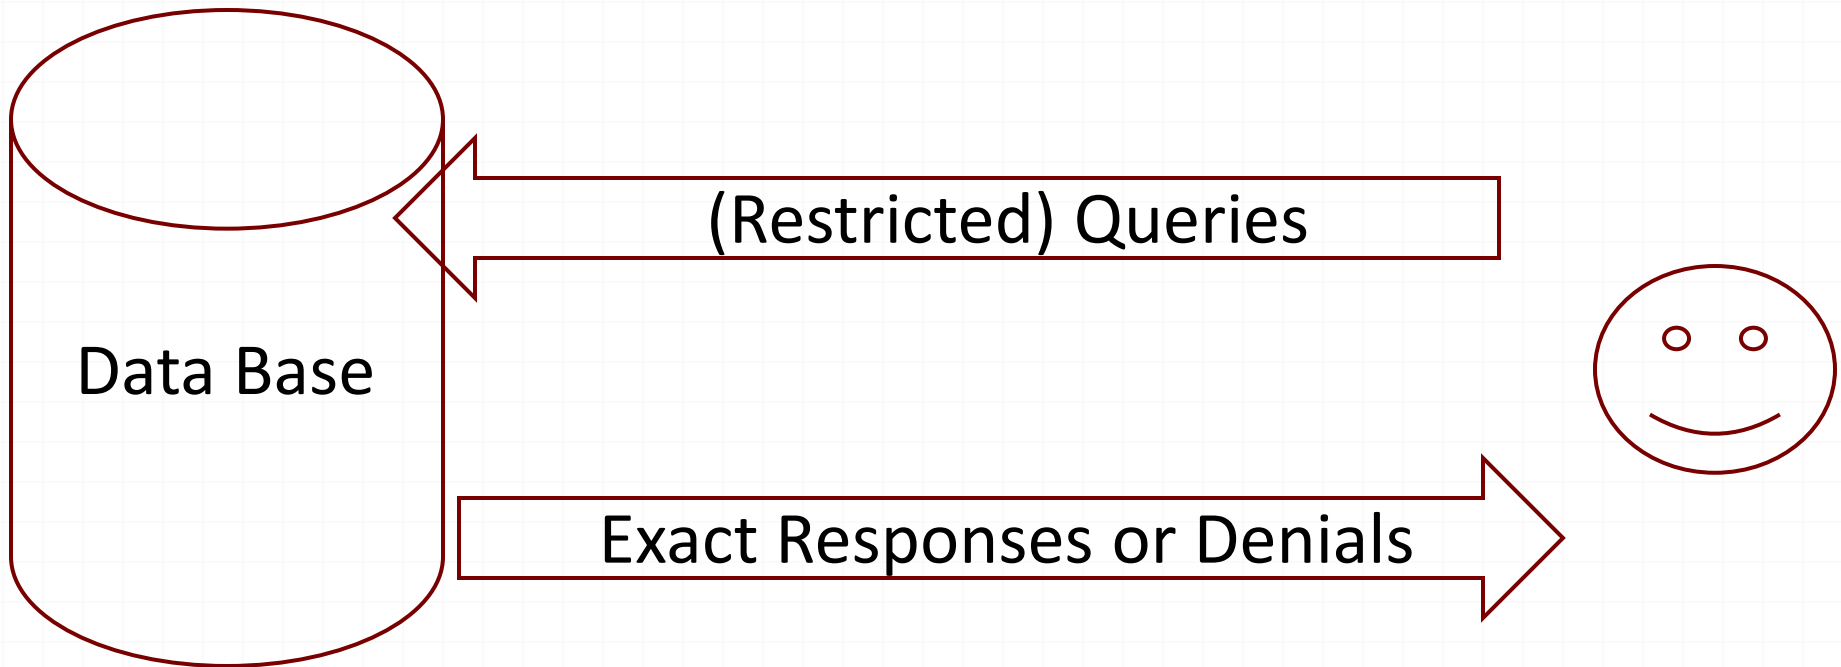 (Restricted) Queries
Data Base
Exact Responses or Denials